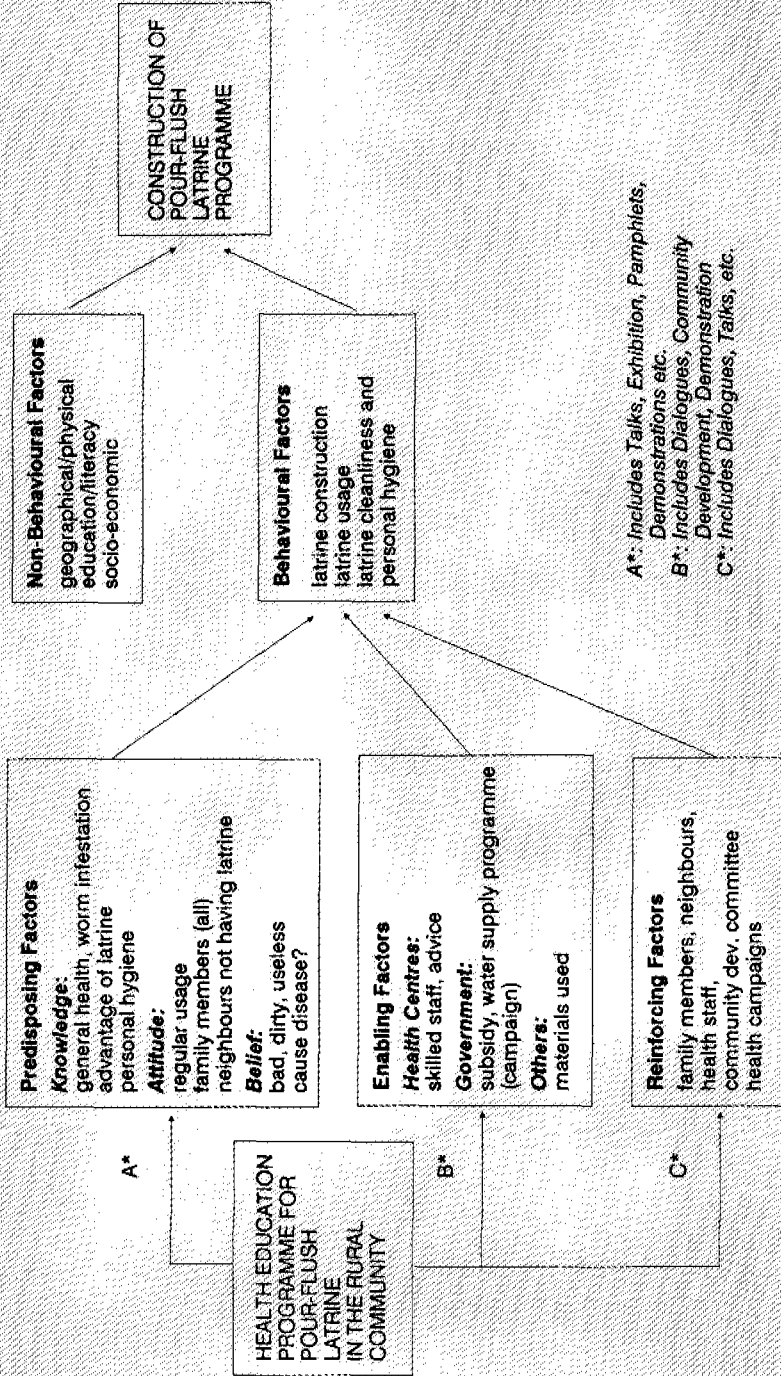 HEALTH EDUCATION
PROGRAMME FOR
POUR-FLUSH
LATRINE
IN THE RURAL
COMMUNITY
A*
B*
C*
Predisposing Factors
Knowledge:
general health, worm infestation
advantage of latrine
personal hygiene
Attitude:
regular usage
family members (all)
neighbours not having latrine
Belief:
bad, dirty, useless
cause disease?
Enabling Factors
Health Centres:
skilled staff, advice
Government:
subsidy, water supply programme
(campaign)
Others:
materials used
Reinforcing Factors
family members, neighbours,
health staff,
community dev. committee
health campaigns
Non-Behavioural Factors
geographical/physical
education/literacy
socio-economic
Behavioural Factors
latrine construction
latrine usage
latrine cleanliness and
personal hygiene
CONSTRUCTION OF
POUR-FLUSH
LATRINE
PROGRAMME
A*: Includes Talks, Exhibition, Pamphlets,
Demonstrations etc.
B*: Includes Dialogues, Community
Development, Demonstration
C*: Includes Dialogues, Talks, etc.